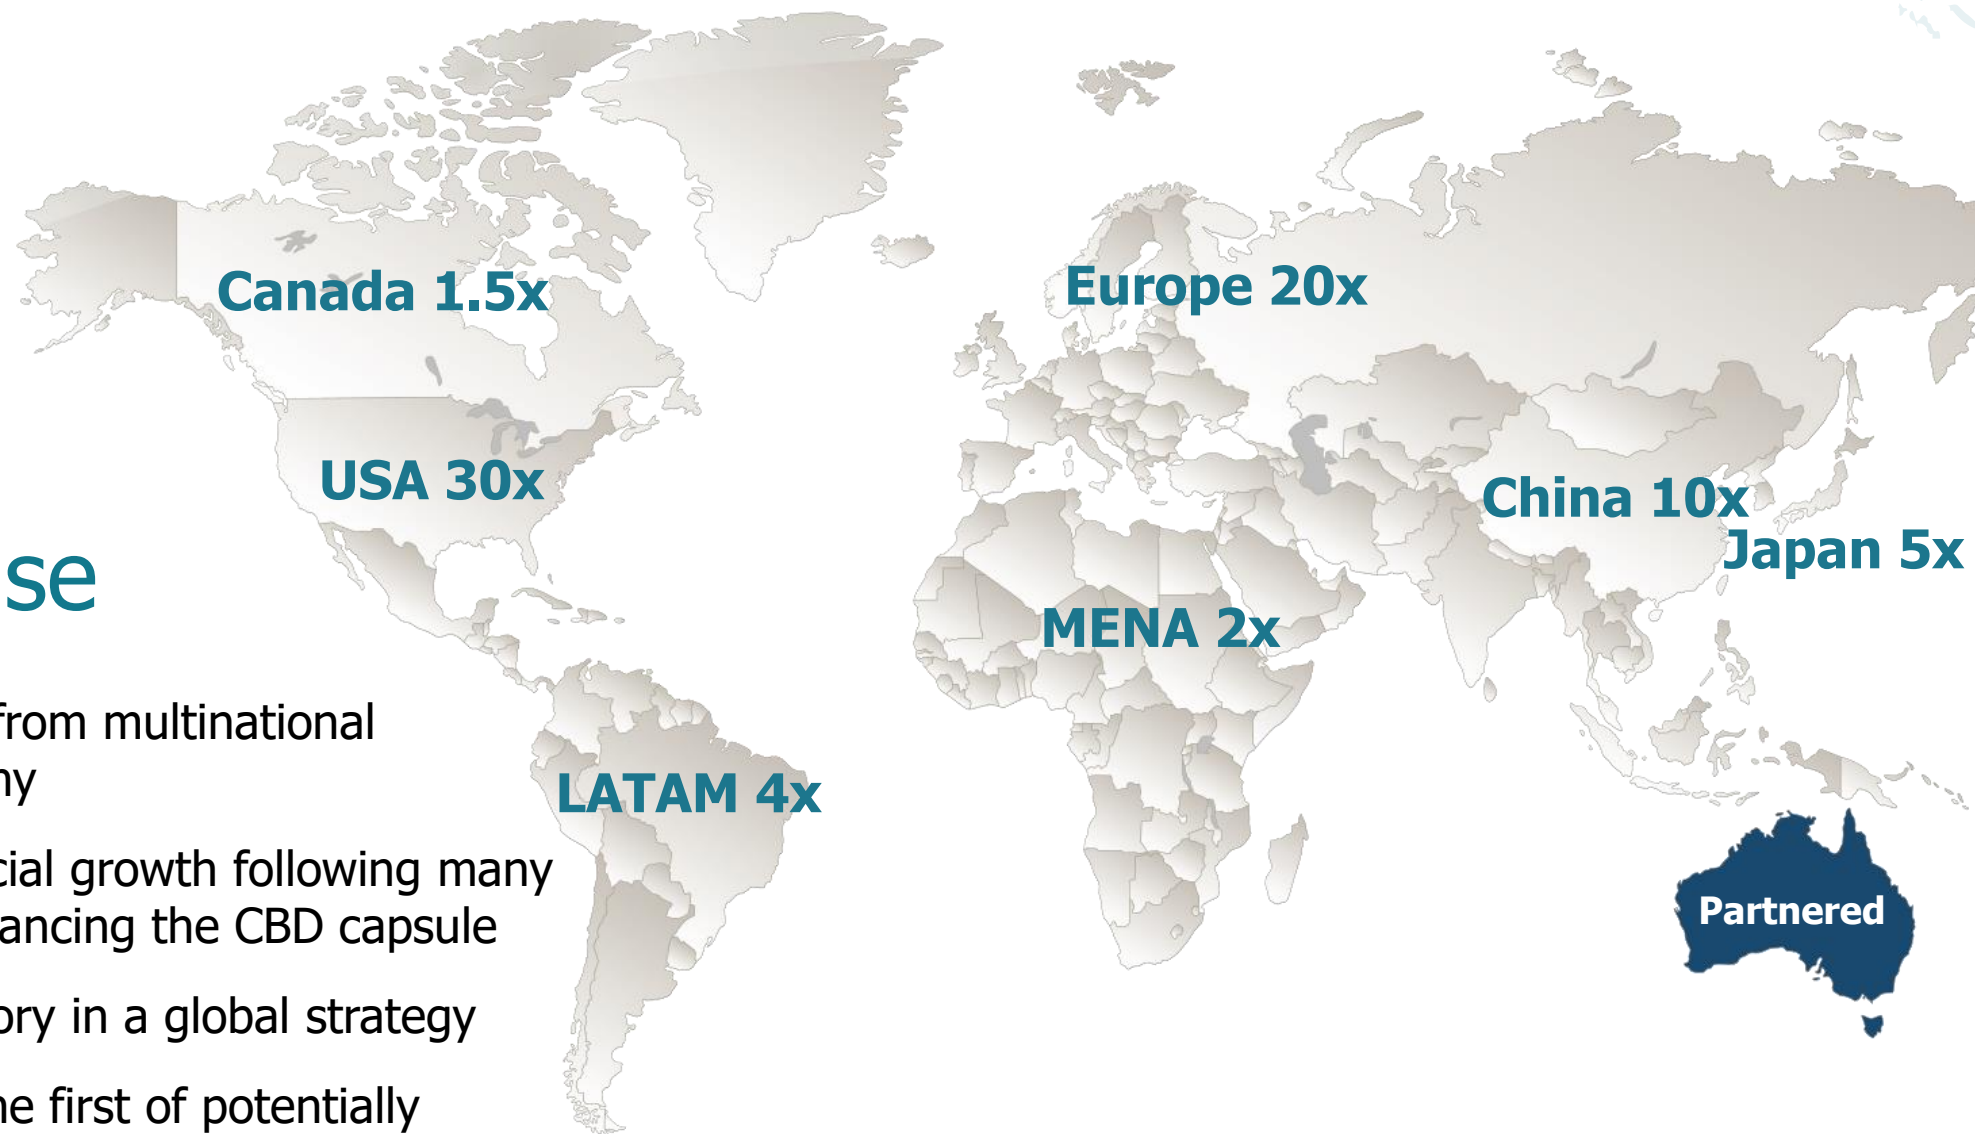 Canada 1.5x
Europe 20x
USA 30x
China 10x
Japan 5x
MENA 2x
LATAM 4x
Partnered
se
from multinational
ny
cial growth following many
ancing the CBD capsule
ory in a global strategy
he first of potentially